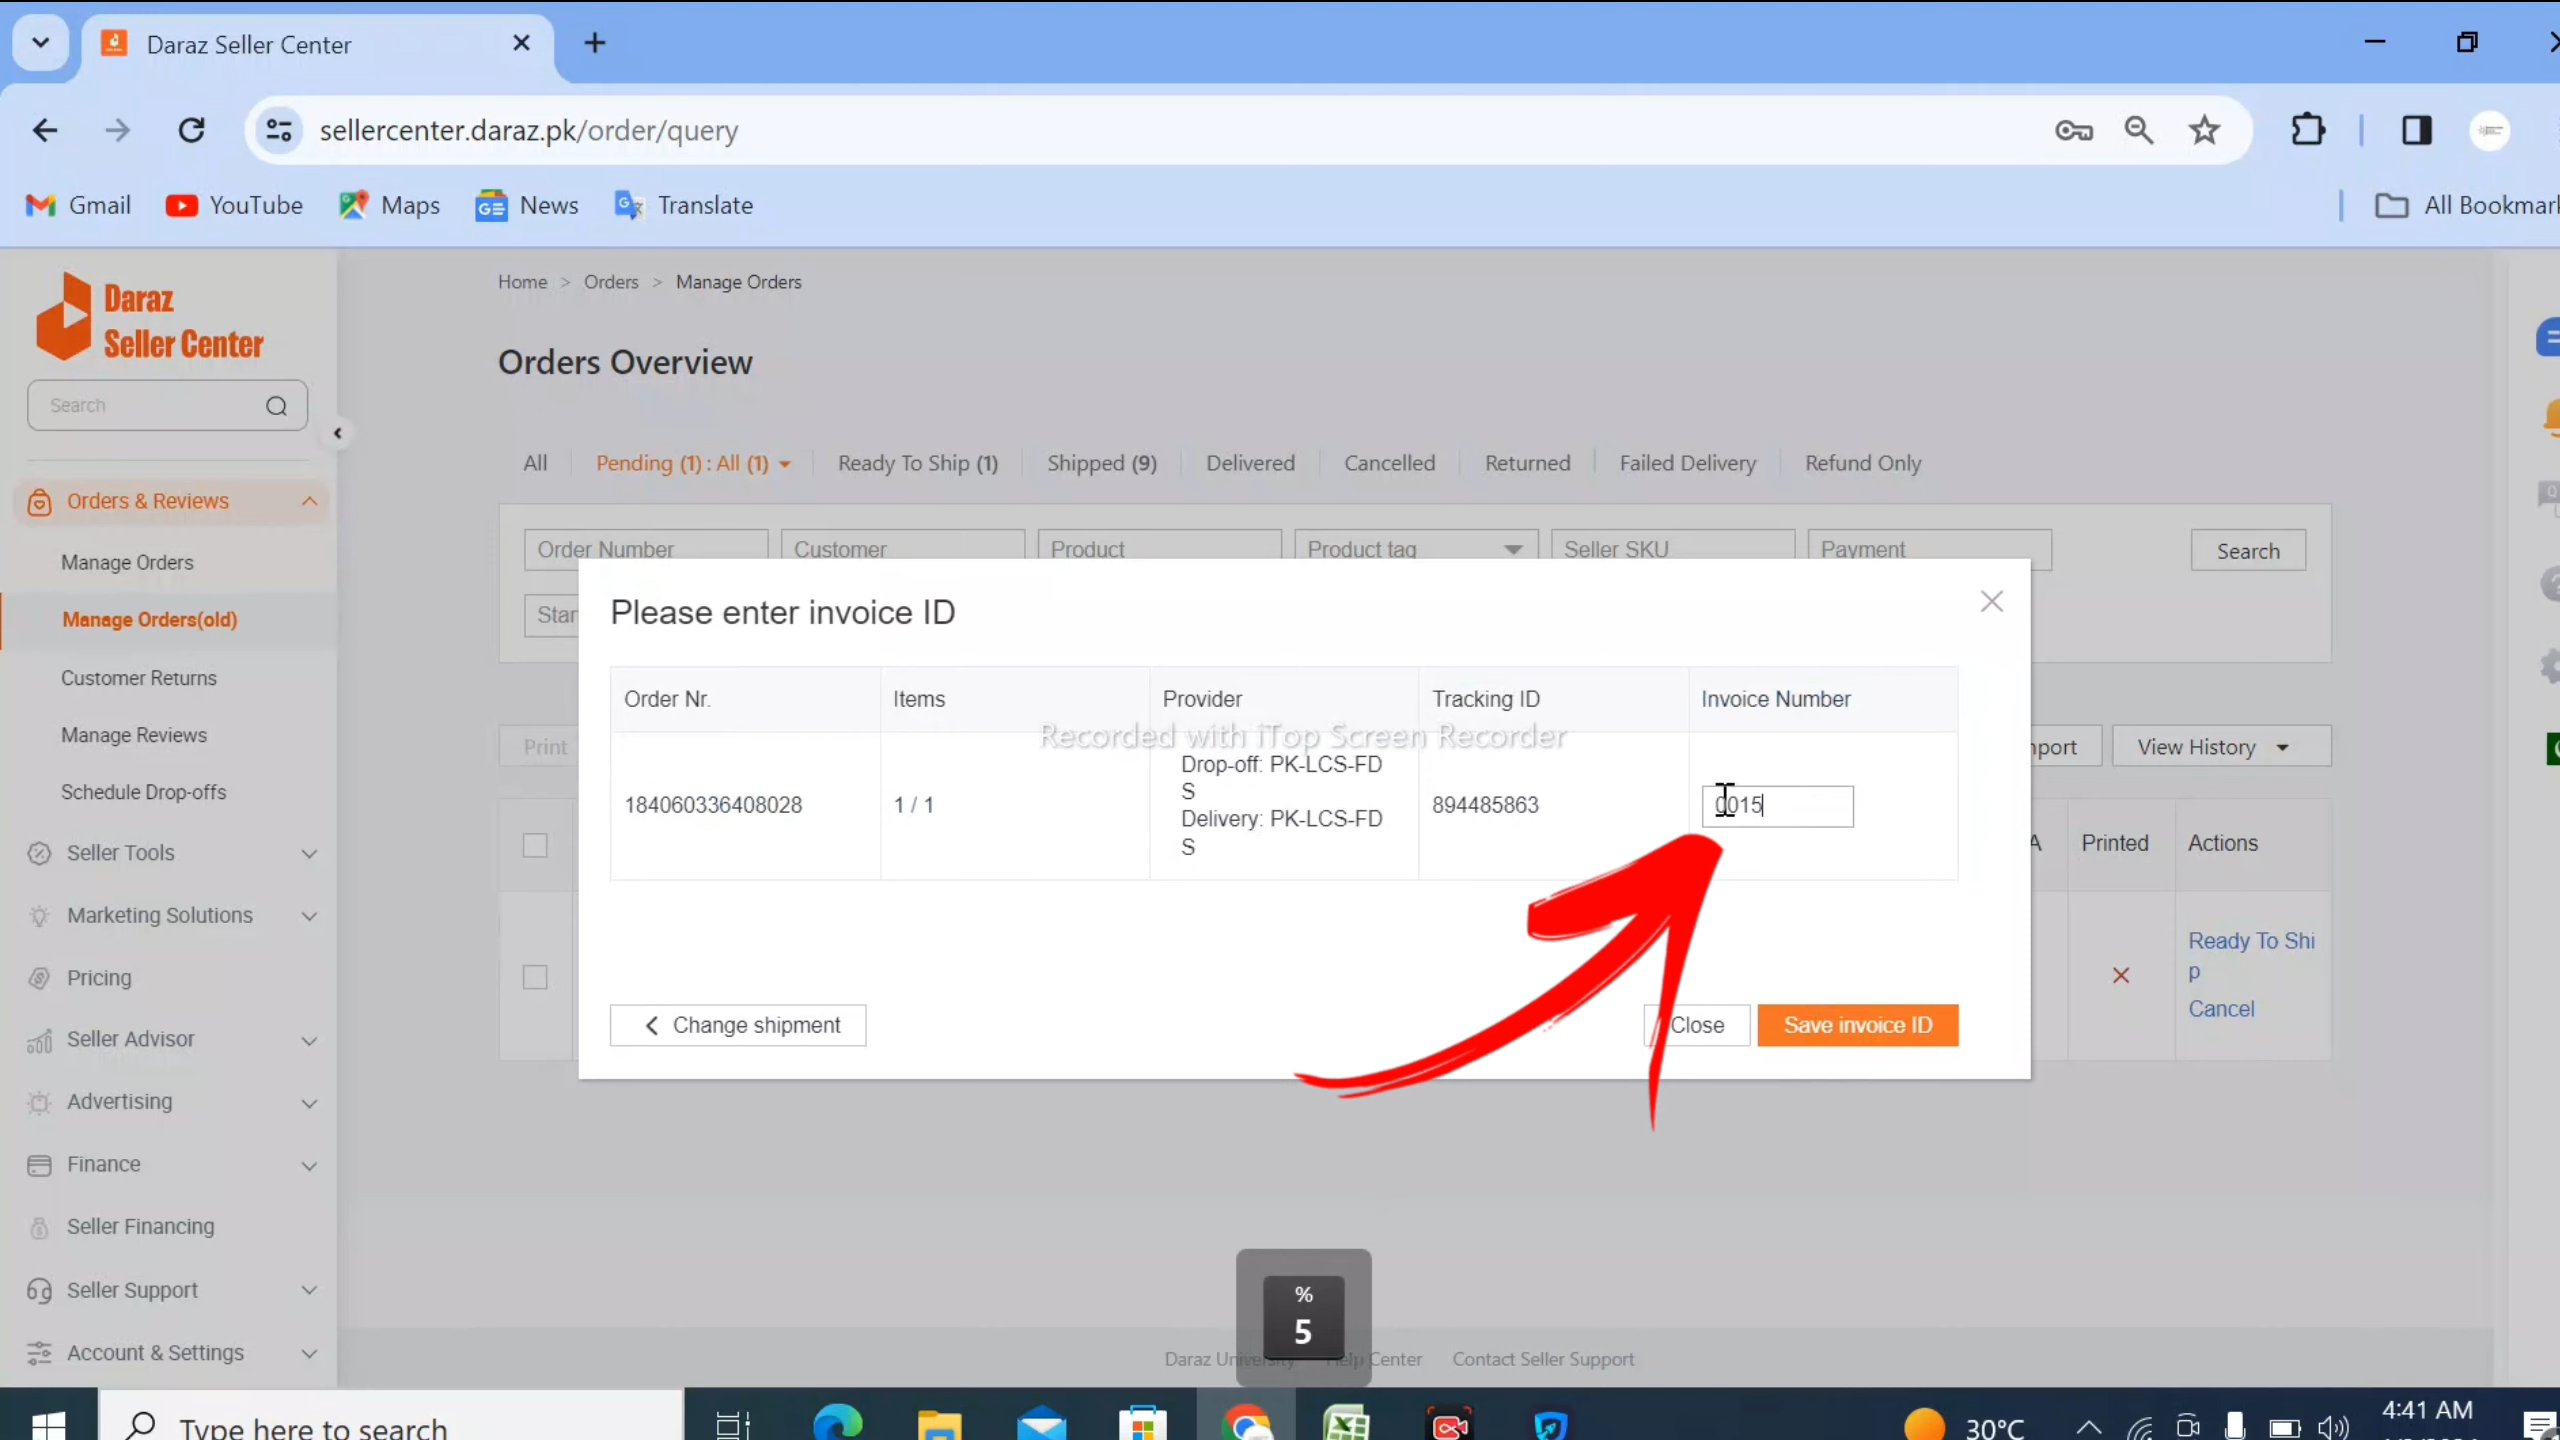 Daraz Seller Center
sellercenter.daraz.pk/order/query
Gmail YouTube Maps News Translate
All Bookmark
Daraz
Seller Center
Search
Orders & Reviews
Manage Orders
Manage Orders(old)
Customer Returns
Manage Reviews
Schedule Drop-offs
Seller Tools
Marketing Solutions
Pricing
Seller Advisor
Advertising
Finance
Seller Financing
Seller Support
Account & Settings
Home > Orders > Manage Orders
Orders Overview
All Pending (1) : All (1) Ready To Ship (1) Shipped (9) Delivered Cancelled Returned Failed Delivery Refund Only
Order Number Customer Product Product tag Seller SKU Payment Search
Star
Print
View History
Printed Actions
Ready To Shi
p
Cancel
Please enter invoice ID
Order Nr. Items Provider Tracking ID Invoice Number
Recorded with iTop Screen Recorder
184060336408028 1 / 1
Drop-off: PK-LCS-FD
S
Delivery: PK-LCS-FD
S
894485863
0015
Change shipment Close Save invoice ID
%
5
Daraz University Help Center Contact Seller Support
Type here to search
30°C
4:41 AM